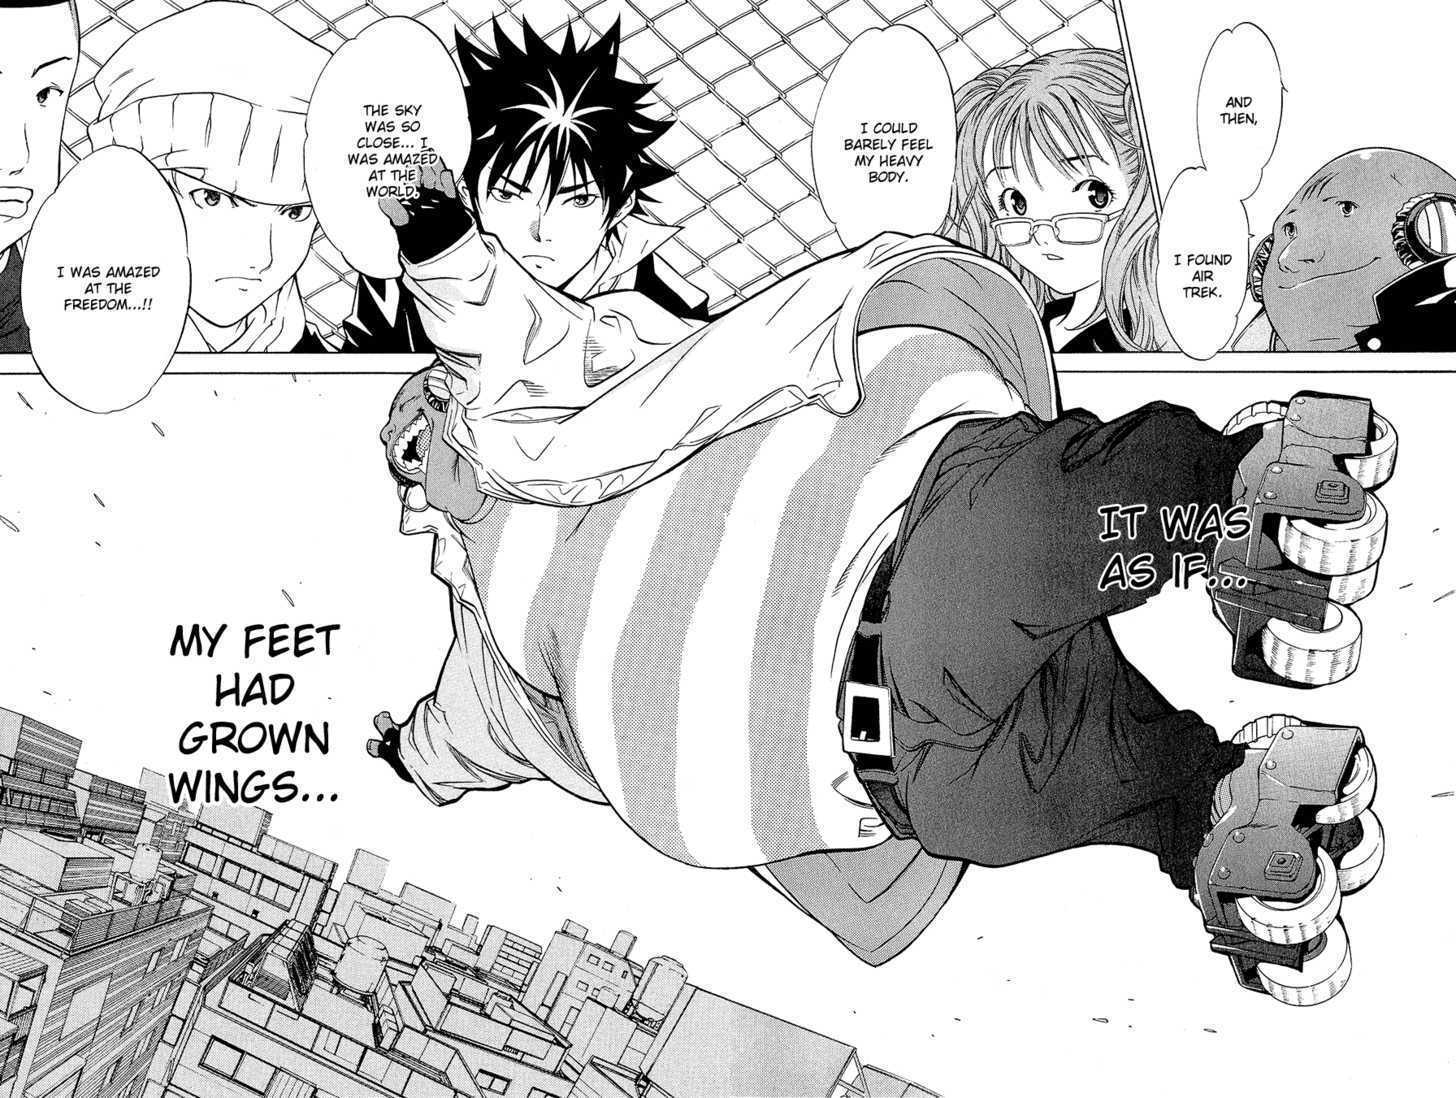 AND
THEN,
I FOUND
AIR
TREK.
I COULD
BARELY FEEL
MY HEAVY
BODY.
THE SKY
WAS SO
CLOSE... I
WAS AMAZED
AT THE
WORLD.
I WAS AMAZED
AT THE
FREEDOM...!!
IT WAS
AS IF...
MY FEET
HAD
GROWN
WINGS...